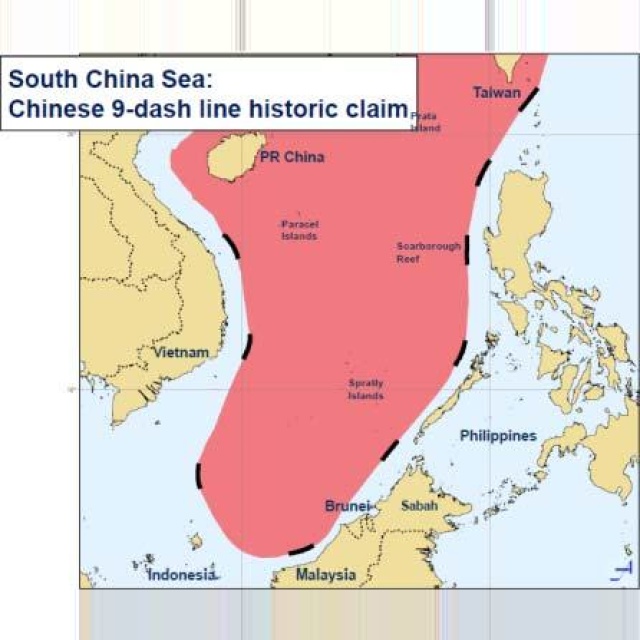 South China Sea:
Chinese 9-dash line historic claim
Taiwan
Prata
Island
PR China
Paracel
Islands
Scarborough
Reef
Vietnam
Spratly
Islands
Philippines
Brunei
Sabah
Indonesia
Malaysia